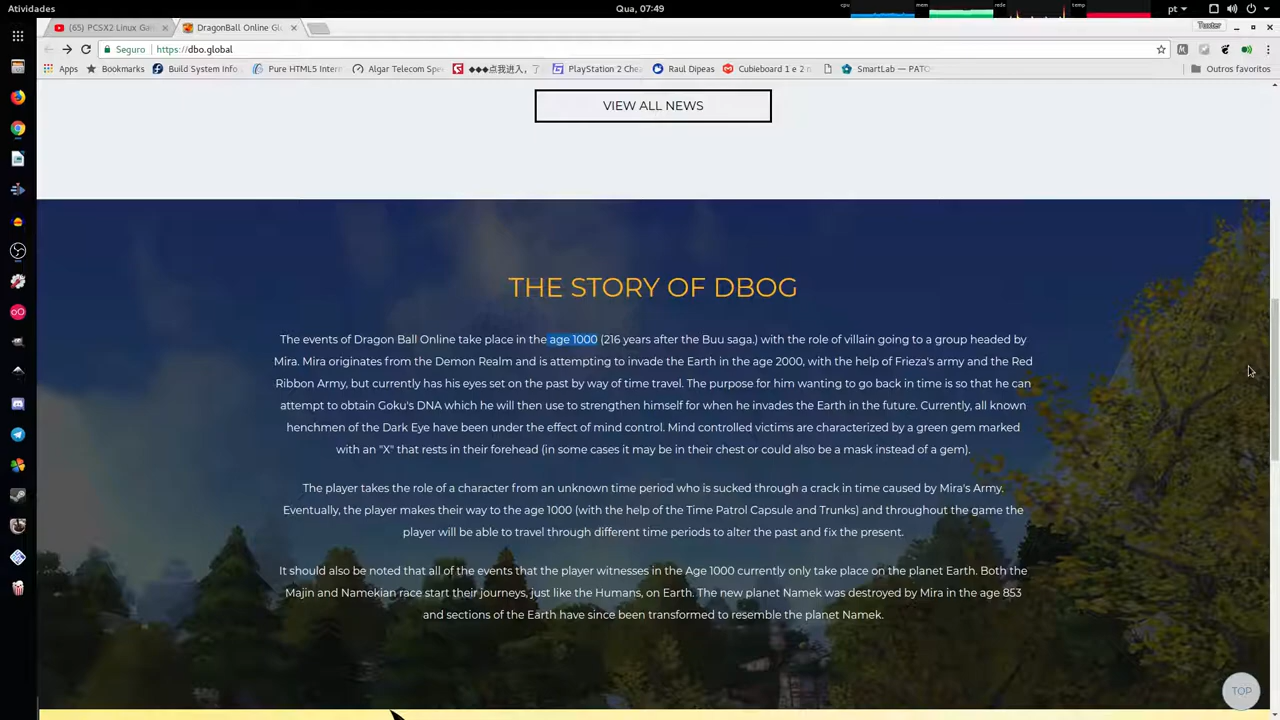 Atividades
Qua, 07:49
cpu
mem
rede
temp
pt
(65) PCSX2 Linux Gam
DragonBall Online Glo
Tuxter
Seguro
https://dbo.global
Apps
Bookmarks
Build System Info
Pure HTML5 Intern
Algar Telecom Spe
◆◆◆点我进入，了
PlayStation 2 Chea
Raul Dipeas
Cubieboard 1 e 2
SmartLab — PATO
Outros favoritos
VIEW ALL NEWS
THE STORY OF DBOG
The events of Dragon Ball Online take place in the age 1000 (216 years after the Buu saga.) with the role of villain going to a group headed by
Mira. Mira originates from the Demon Realm and is attempting to invade the Earth in the age 2000, with the help of Frieza's army and the Red
Ribbon Army, but currently has his eyes set on the past by way of time travel. The purpose for him wanting to go back in time is so that he can
attempt to obtain Goku's DNA which he will then use to strengthen himself for when he invades the Earth in the future. Currently, all known
henchmen of the Dark Eye have been under the effect of mind control. Mind controlled victims are characterized by a green gem marked
with an "X" that rests in their forehead (in some cases it may be in their chest or could also be a mask instead of a gem).
The player takes the role of a character from an unknown time period who is sucked through a crack in time caused by Mira's Army.
Eventually, the player makes their way to the age 1000 (with the help of the Time Patrol Capsule and Trunks) and throughout the game the
player will be able to travel through different time periods to alter the past and fix the present.
It should also be noted that all of the events that the player witnesses in the Age 1000 currently only take place on the planet Earth. Both the
Majin and Namekian race start their journeys, just like the Humans, on Earth. The new planet Namek was destroyed by Mira in the age 853
and sections of the Earth have since been transformed to resemble the planet Namek.
TOP